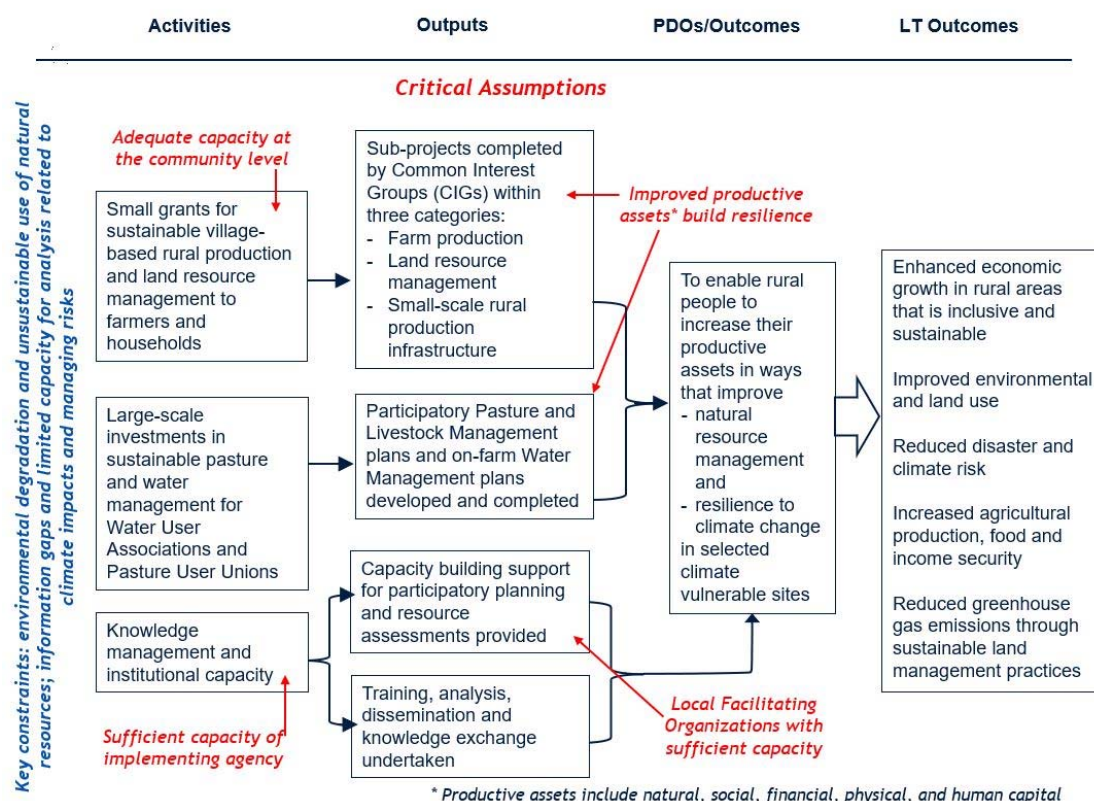 Activities
Outputs
PDOs/Outcomes
LT Outcomes
Critical Assumptions
Key constraints: environmental degradation and unsustainable use of natural
resources; information gaps and limited capacity for analysis related to
climate impacts and managing risks
Adequate capacity at
the community level
Small grants for
sustainable village-
based rural production
and land resource
management to
farmers and
households
Large-scale
investments in
sustainable pasture
and water
management for
Water User
Associations and
Pasture User Unions
Knowledge
management and
institutional capacity
Sufficient capacity of
implementing agency
Sub-projects completed
by Common Interest
Groups (CIGs) within
three categories:
- Farm production
- Land resource
management
- Small-scale rural
production
infrastructure
Participatory Pasture and
Livestock Management
plans and on-farm Water
Management plans
developed and completed
Capacity building support
for participatory planning
and resource
assessments provided
Training, analysis,
dissemination and
knowledge exchange
undertaken
Improved productive
assets* build resilience
To enable rural
people to
increase their
productive
assets in ways
that improve
- natural
resource
management
and
- resilience to
climate change
in selected
climate
vulnerable sites
Local Facilitating
Organizations with
sufficient capacity
Enhanced economic
growth in rural areas
that is inclusive and
sustainable
Improved environmental
and land use
Reduced disaster and
climate risk
Increased agricultural
production, food and
income security
Reduced greenhouse
gas emissions through
sustainable land
management practices
* Productive assets include natural, social, financial, physical, and human capital